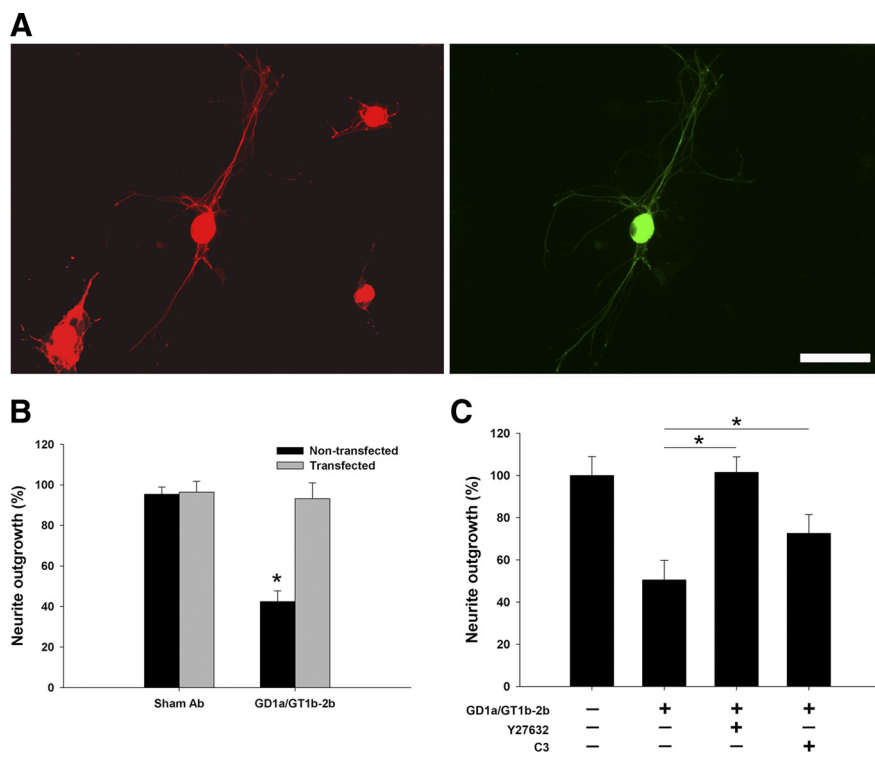 A
B
120
100
80
60
40
20
0
Neurite outgrowth (%)
Non-transfected
Transfected
*
Sham Ab
GD1a/GT1b-2b
C
120
100
80
60
40
20
0
Neurite outgrowth (%)
*
*
GD1a/GT1b-2b – + + +
Y27632 – – + –
C3 – – – +